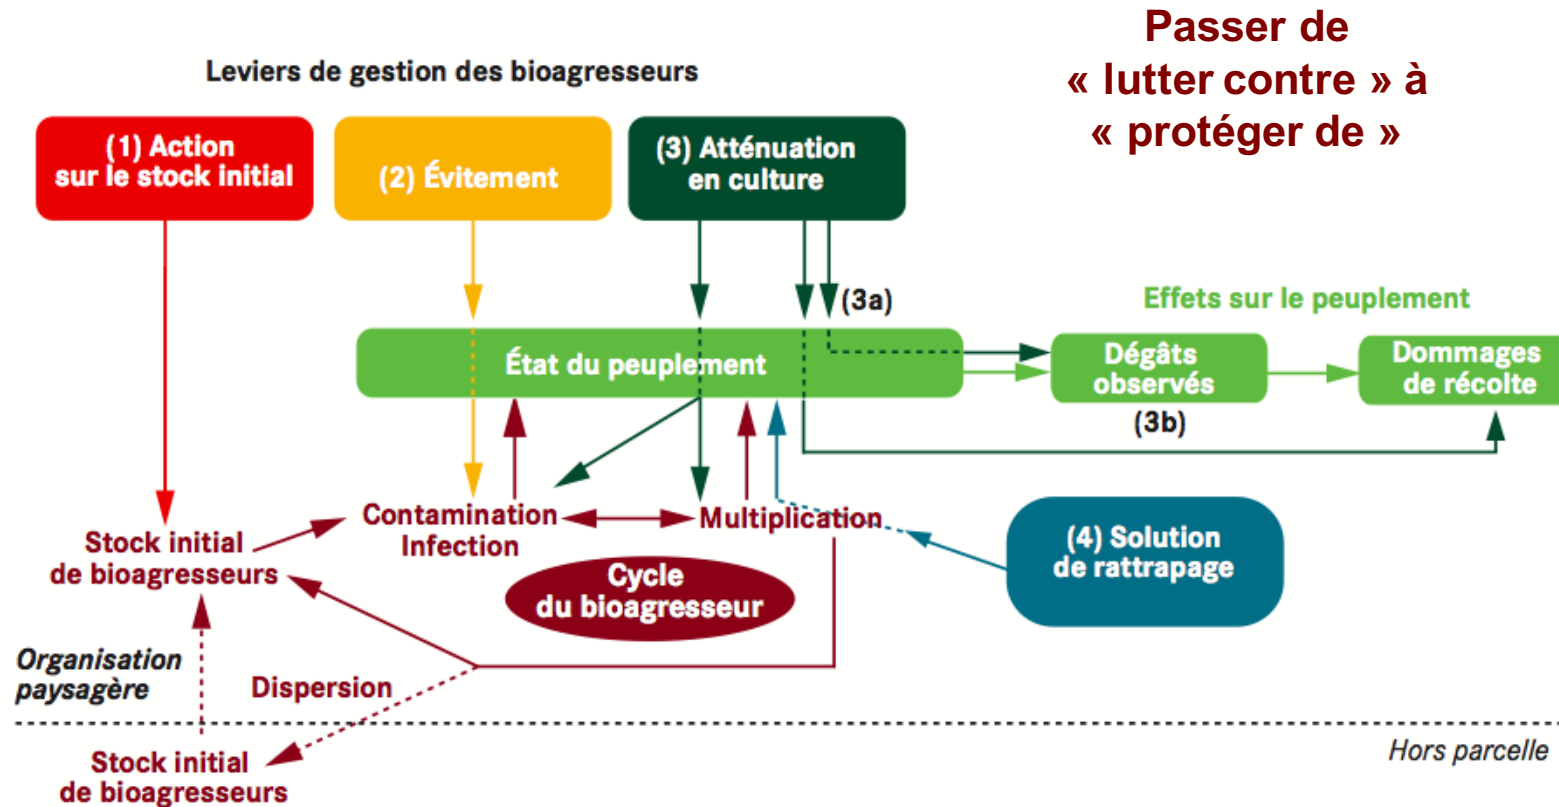 Passer de
« lutter contre » à
« protéger de »
Leviers de gestion des bioagresseurs
(1) Action
sur le stock initial
(2) Évitement
(3) Atténuation
en culture
(3a)
Effets sur le peuplement
État du peuplement
Dégâts
observés
Dommages
de récolte
(3b)
Contamination
Infection
Multiplication
Stock initial
de bioagresseurs
(4) Solution
de rattrapage
Cycle
du bioagresseur
Organisation
paysagère
Dispersion
Hors parcelle
Stock initial
de bioagresseurs